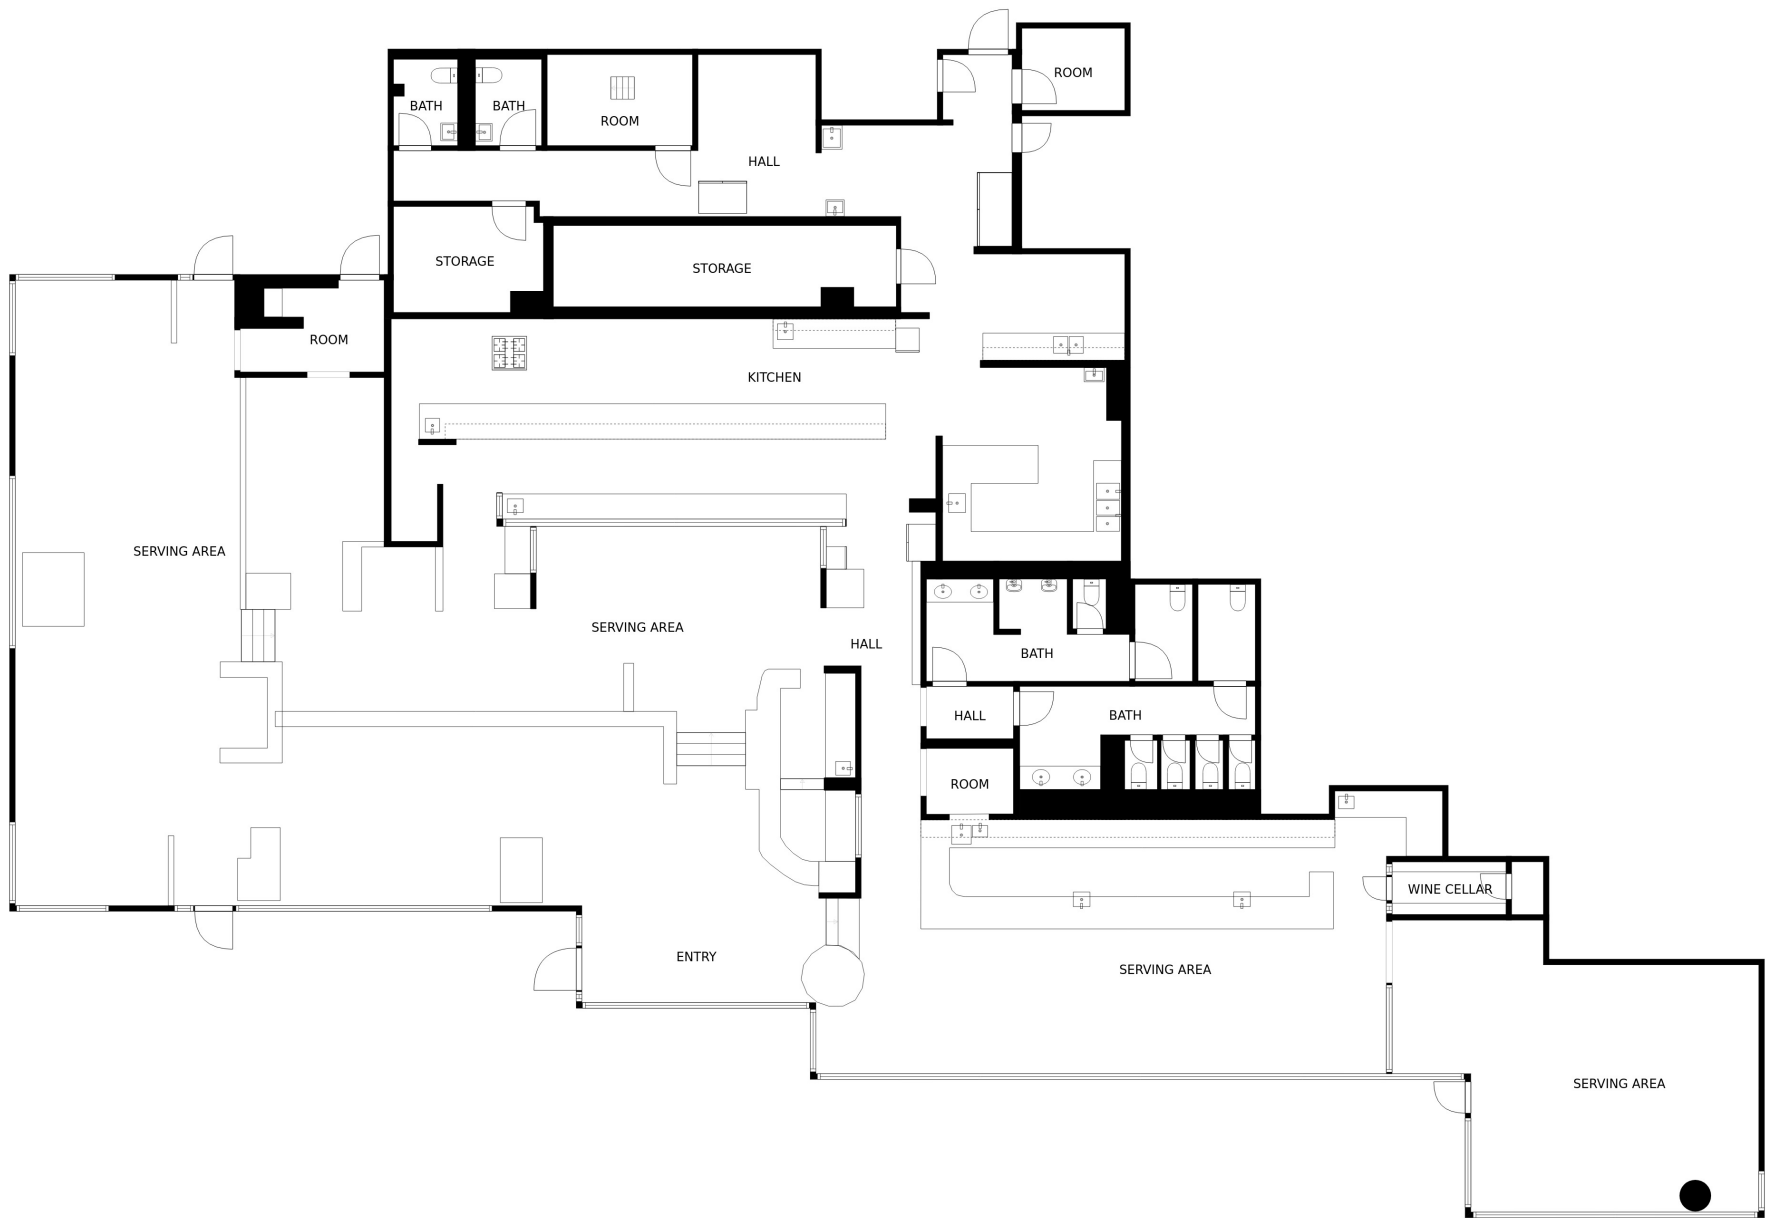 ROOM
BATH
BATH
ROOM
HALL
STORAGE
STORAGE
ROOM
KITCHEN
SERVING AREA
SERVING AREA
HALL
BATH
HALL
BATH
ROOM
WINE CELLAR
ENTRY
SERVING AREA
SERVING AREA